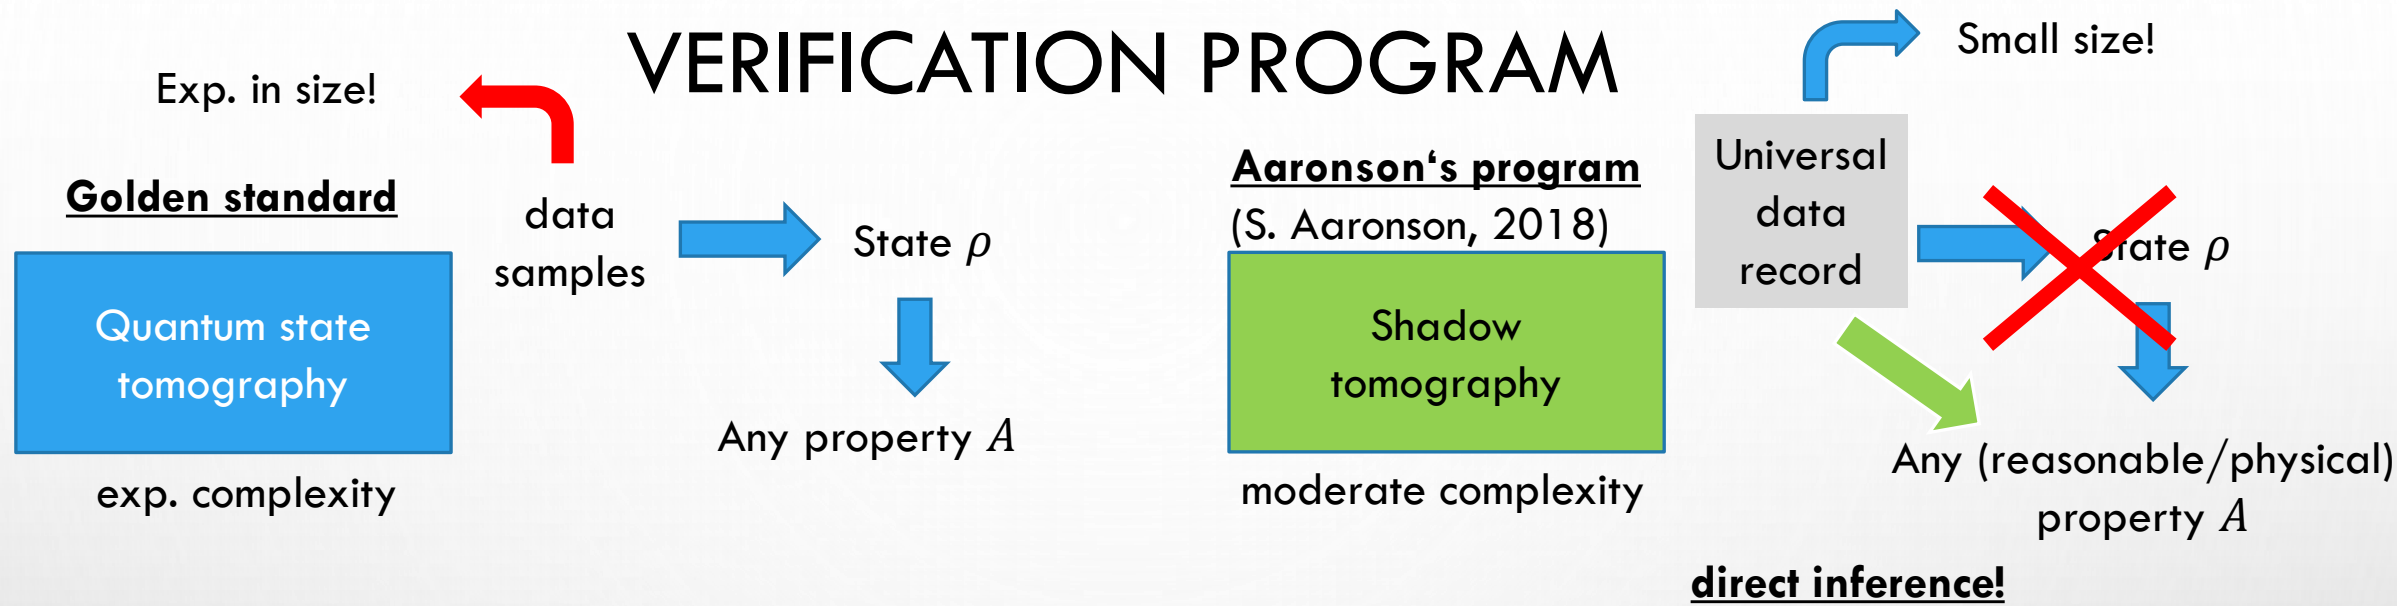 VERIFICATION PROGRAM
Exp. in size!
Golden standard
data
samples
State ρ
Quantum state
tomography
Any property A
exp. complexity
Small size!
Aaronson‘s program
(S. Aaronson, 2018)
Universal
data
record
State ρ
Shadow
tomography
Any (reasonable/physical)
property A
moderate complexity
direct inference!